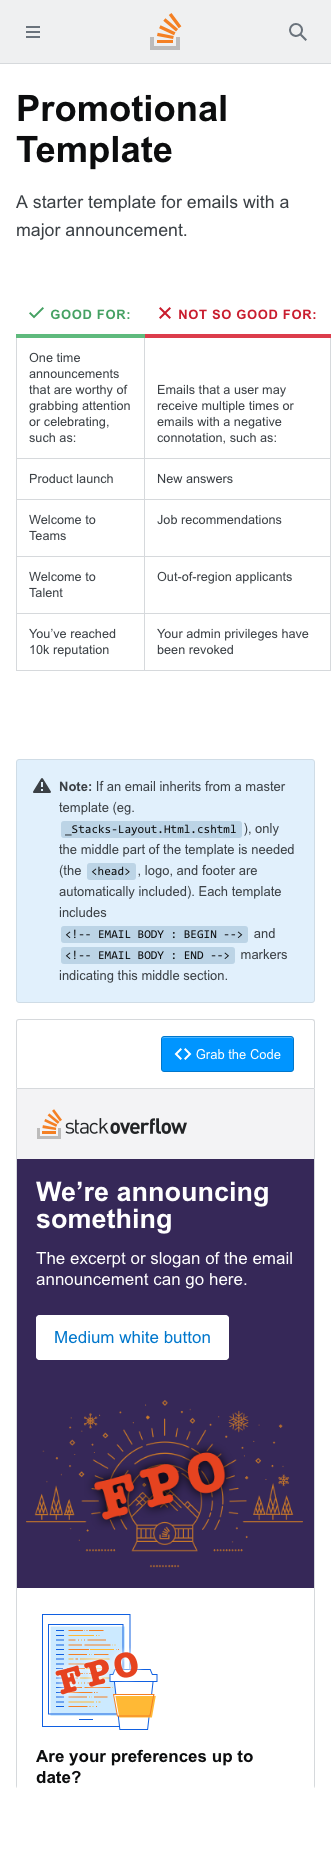 Promotional
Template
A starter template for emails with a
major announcement.
GOOD FOR:
NOT SO GOOD FOR:
One time
announcements
that are worthy of
grabbing attention
or celebrating,
such as:
Emails that a user may
receive multiple times or
emails with a negative
connotation, such as:
Product launch
New answers
Welcome to
Teams
Job recommendations
Welcome to
Talent
Out-of-region applicants
You’ve reached
10k reputation
Your admin privileges have
been revoked
Note: If an email inherits from a master
template (eg.
_Stacks-Layout.Html.cshtml ), only
the middle part of the template is needed
(the <head> , logo, and footer are
automatically included). Each template
includes
<!-- EMAIL BODY : BEGIN --> and
<!-- EMAIL BODY : END --> markers
indicating this middle section.
Grab the Code
stackoverflow
We’re announcing
something
The excerpt or slogan of the email
announcement can go here.
Medium white button
FPO
FPO
Are your preferences up to
date?